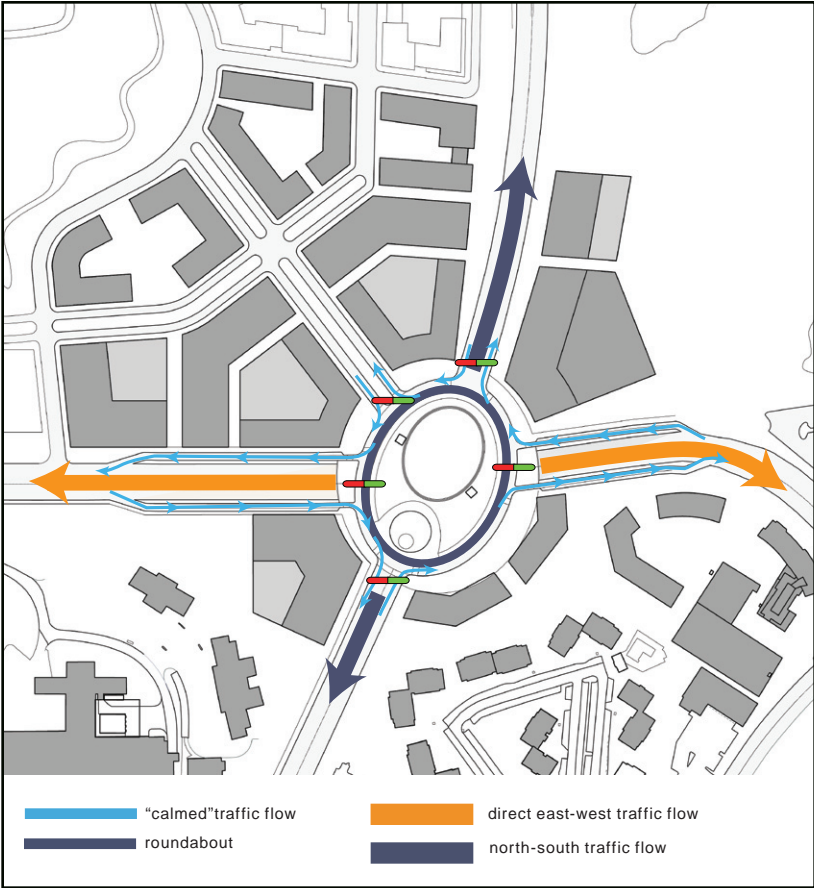 “calmed”traffic flow
roundabout
direct east-west traffic flow
north-south traffic flow